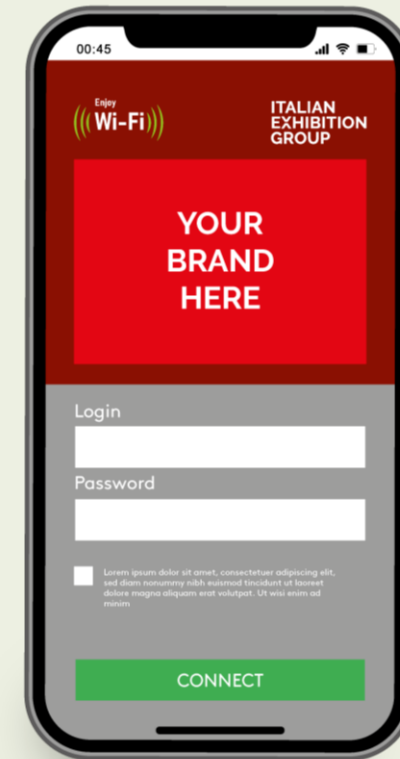 00:45
Enjoy
Wi-Fi
ITALIAN
EXHIBITION
GROUP
YOUR
BRAND
HERE
Login
Password
Lorem ipsum dolor sit amet, consectetuer adipiscing elit,
sed diam nonummy nibh euismod tincidunt ut laoreet
dolore magna aliquam erat volutpat. Ut wisi enim ad
minim
CONNECT